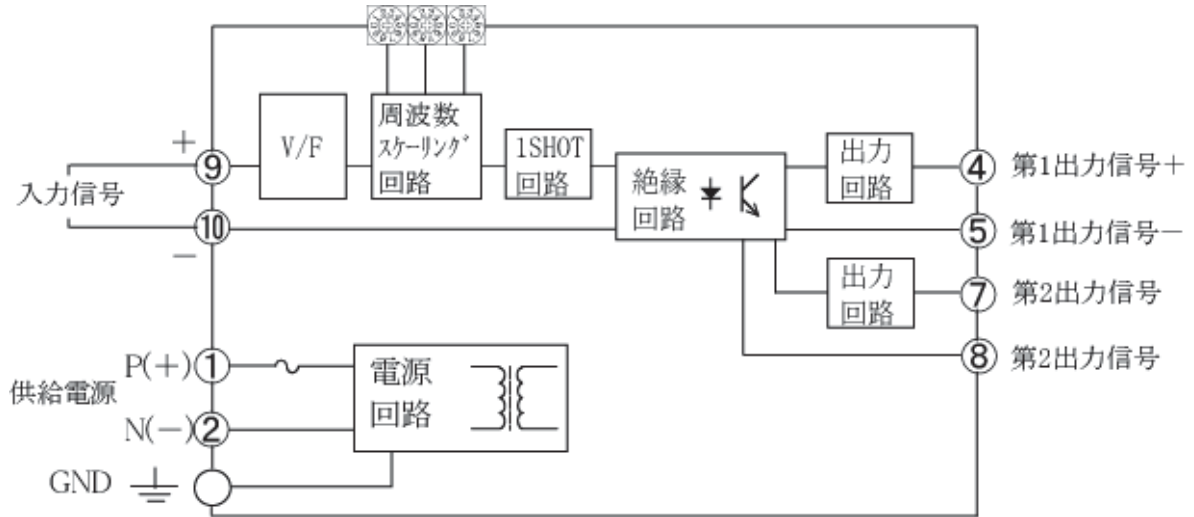 ＋
⑨
入力信号
⑩
－
V/F
周波数
ｽｹｰﾘﾝｸﾞ
回路
1SHOT
回路
絶縁
回路
出力
回路
④ 第1出力信号＋
⑤ 第1出力信号－
出力
回路
⑦ 第2出力信号
⑧ 第2出力信号
P(＋) ①
供給電源
N(－) ②
GND
電源
回路